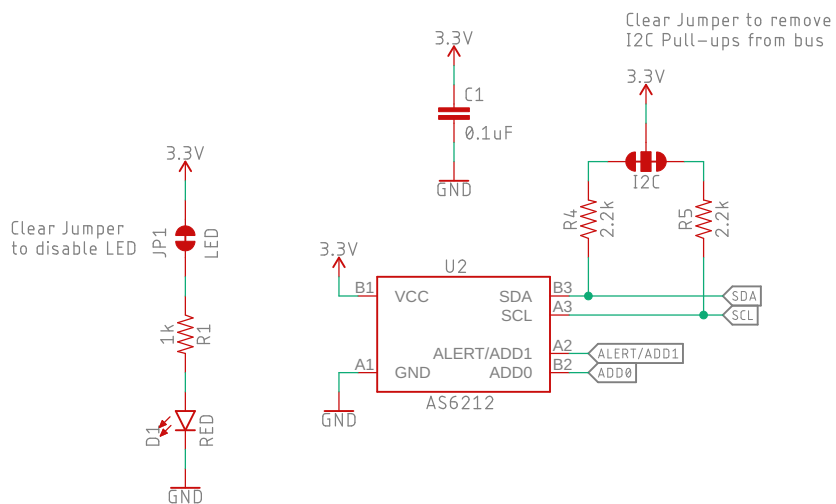 Clear Jumper to remove
I2C Pull-ups from bus
3.3V
C1
0.1uF
GND
3.3V
I2C
R4
2.2k
R5
2.2k
3.3V
Clear Jumper
to disable LED
JP1
LED
1k
R1
D1
RED
GND
3.3V
U2
B1
VCC
SDA
B3
SDA
SCL
A3
SCL
ALERT/ADD1
A2
ALERT/ADD1
A1
GND
ADD0
B2
ADD0
AS6212
GND